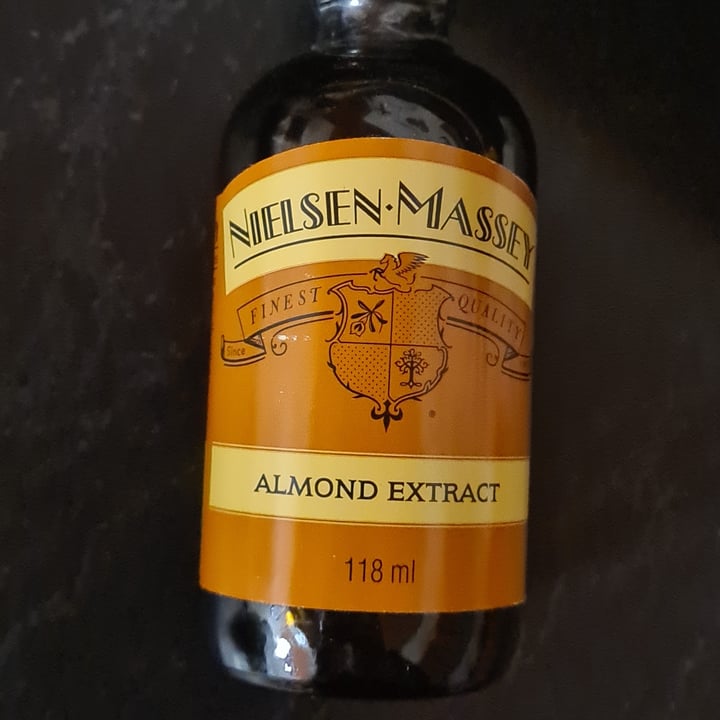 NIELSEN·MASSEY
FINEST QUALITY
Since
ALMOND EXTRACT
118 ml